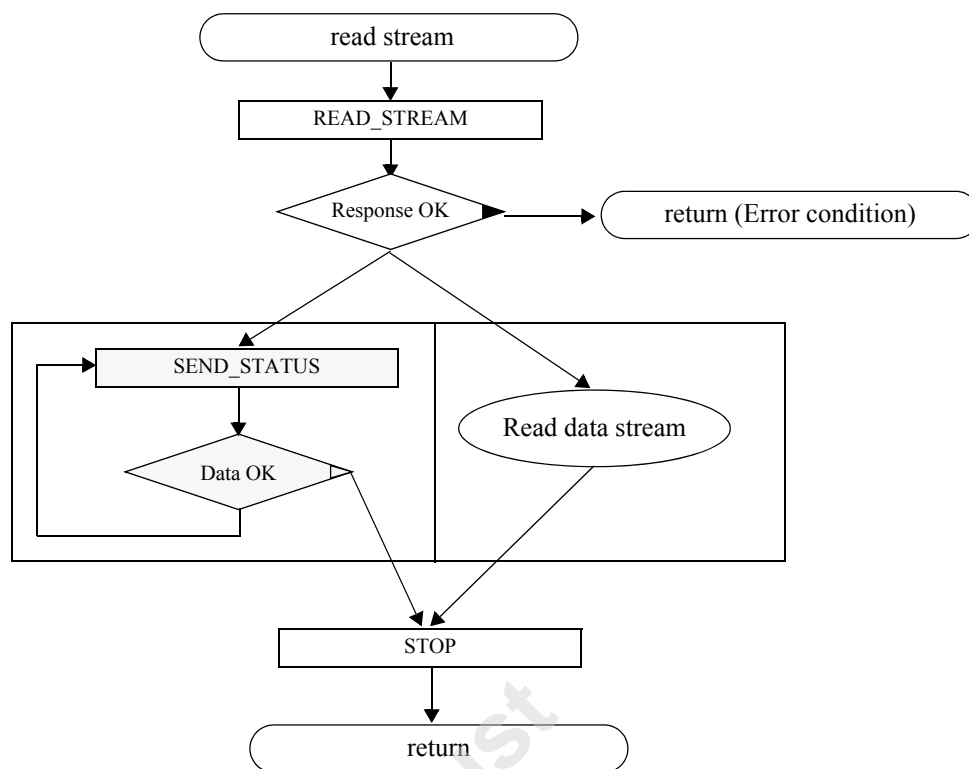 read stream
READ_STREAM
Response OK
return (Error condition)
SEND_STATUS
Read data stream
Data OK
STOP
return